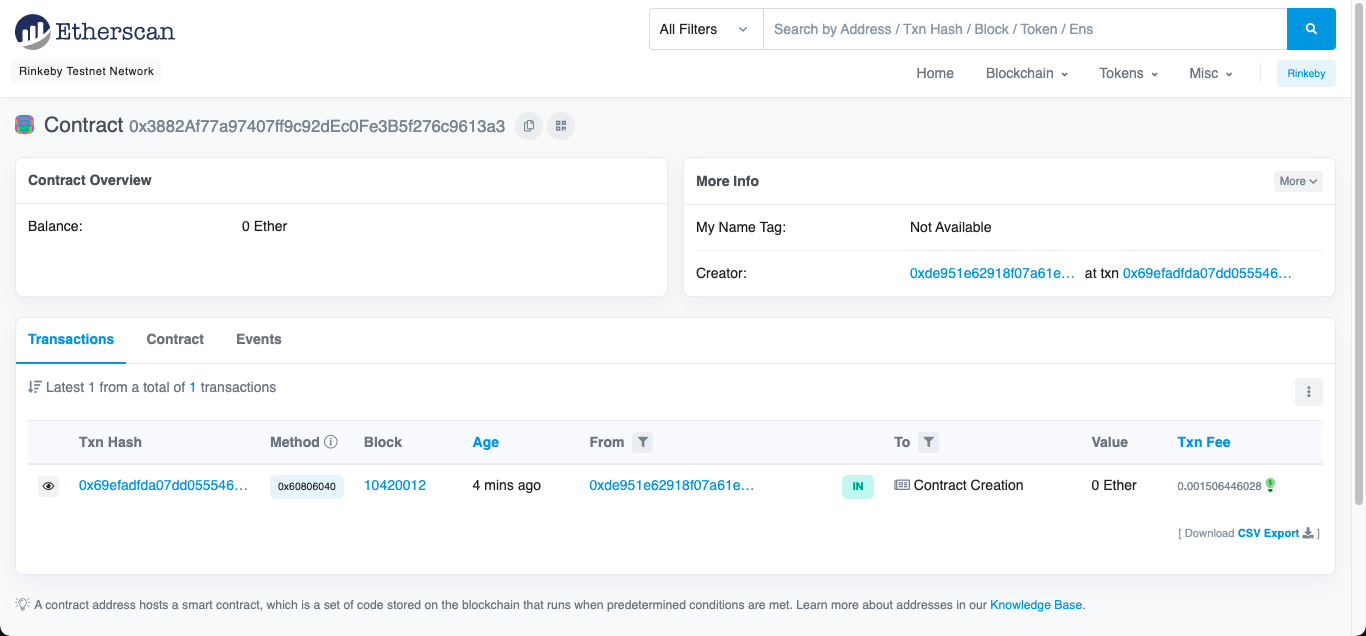 Etherscan
All Filters
Search by Address / Txn Hash / Block / Token / Ens
Rinkeby Testnet Network
Home Blockchain Tokens Misc Rinkeby
Contract 0x3882Af77a97407ff9c92dEc0Fe3B5f276c9613a3
Contract Overview
Balance: 0 Ether
More Info More
My Name Tag: Not Available
Creator: 0xde951e62918f07a61e... at txn 0x69efadfda07dd055546...
Transactions Contract Events
Latest 1 from a total of 1 transactions
Txn Hash Method Block Age From To Value Txn Fee
0x69efadfda07dd055546... 0x60806040 10420012 4 mins ago 0xde951e62918f07a61e... IN Contract Creation 0 Ether 0.001506446028
[ Download CSV Export ]
A contract address hosts a smart contract, which is a set of code stored on the blockchain that runs when predetermined conditions are met. Learn more about addresses in our Knowledge Base.